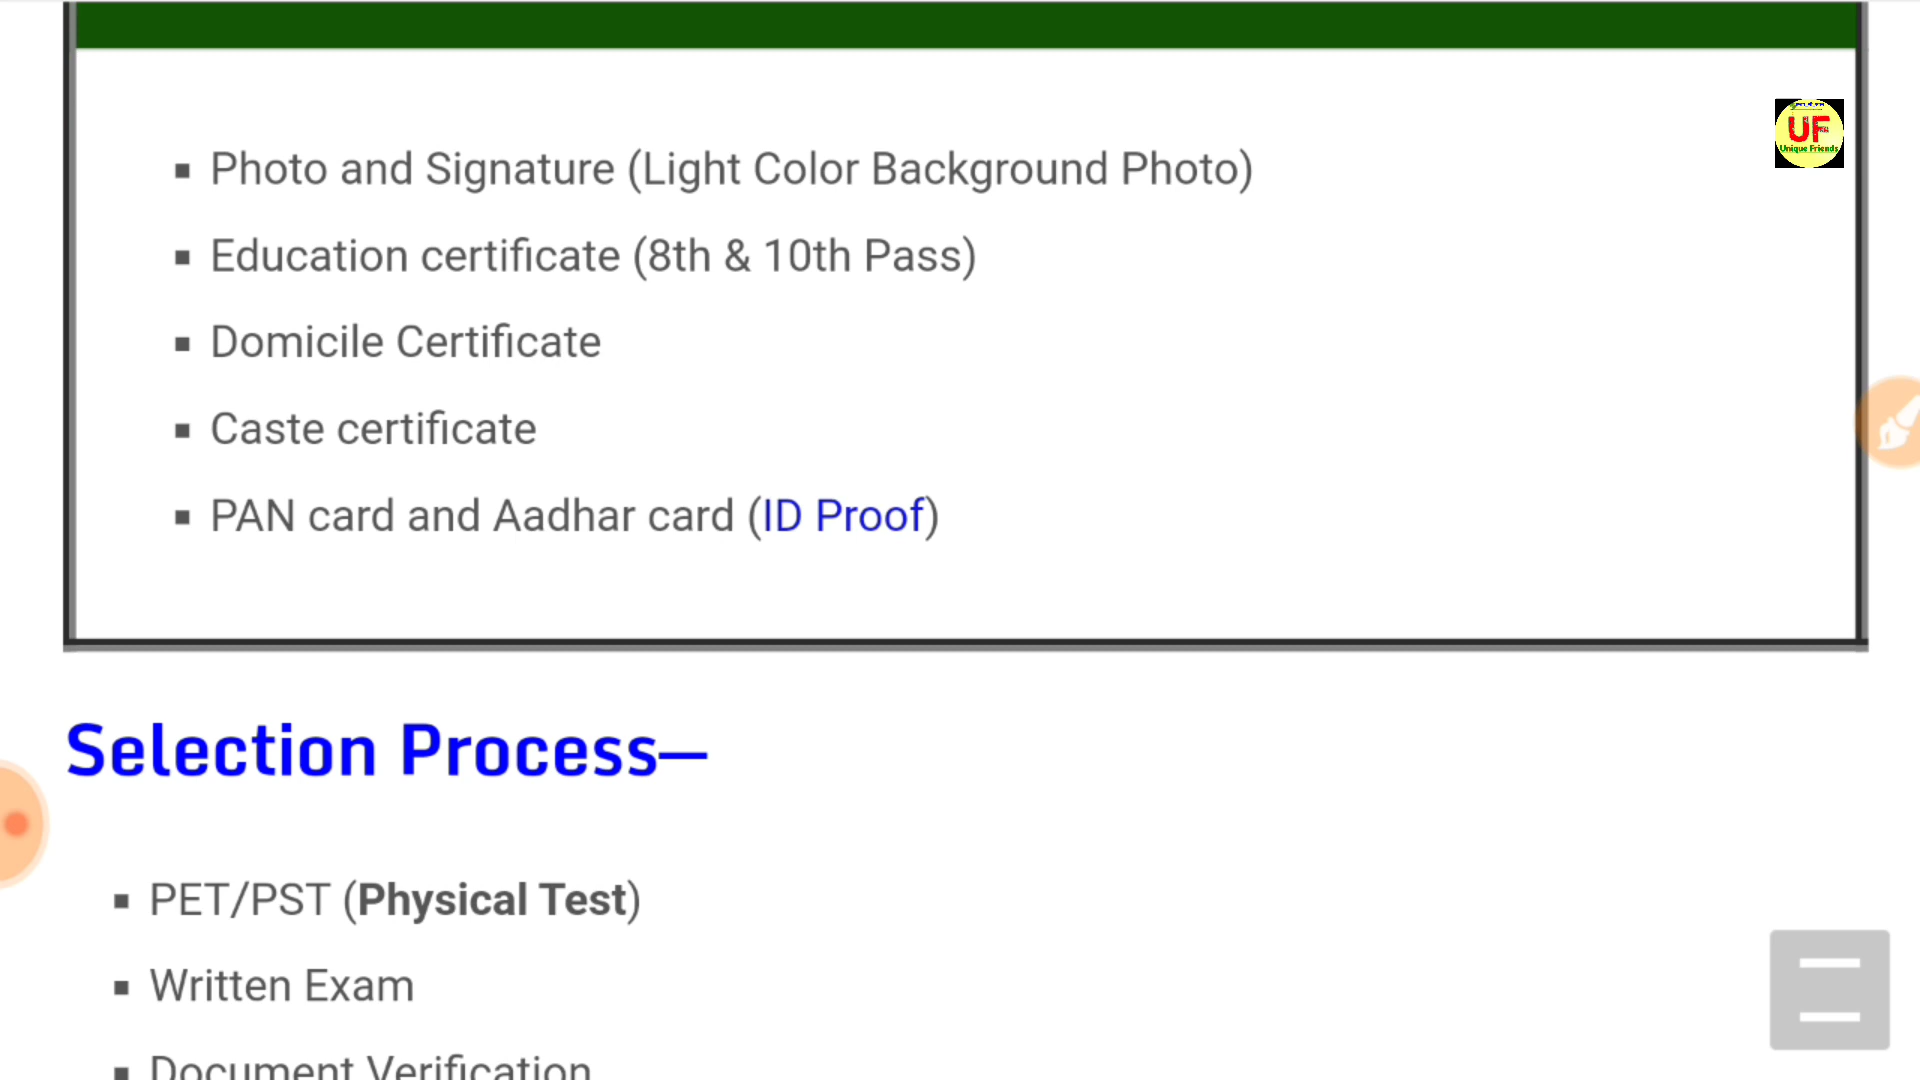 UF
Unique Friends
▪ Photo and Signature (Light Color Background Photo)
▪ Education certificate (8th & 10th Pass)
▪ Domicile Certificate
▪ Caste certificate
▪ PAN card and Aadhar card (ID Proof)
Selection Process—
▪ PET/PST (Physical Test)
▪ Written Exam
▪ Document Verification